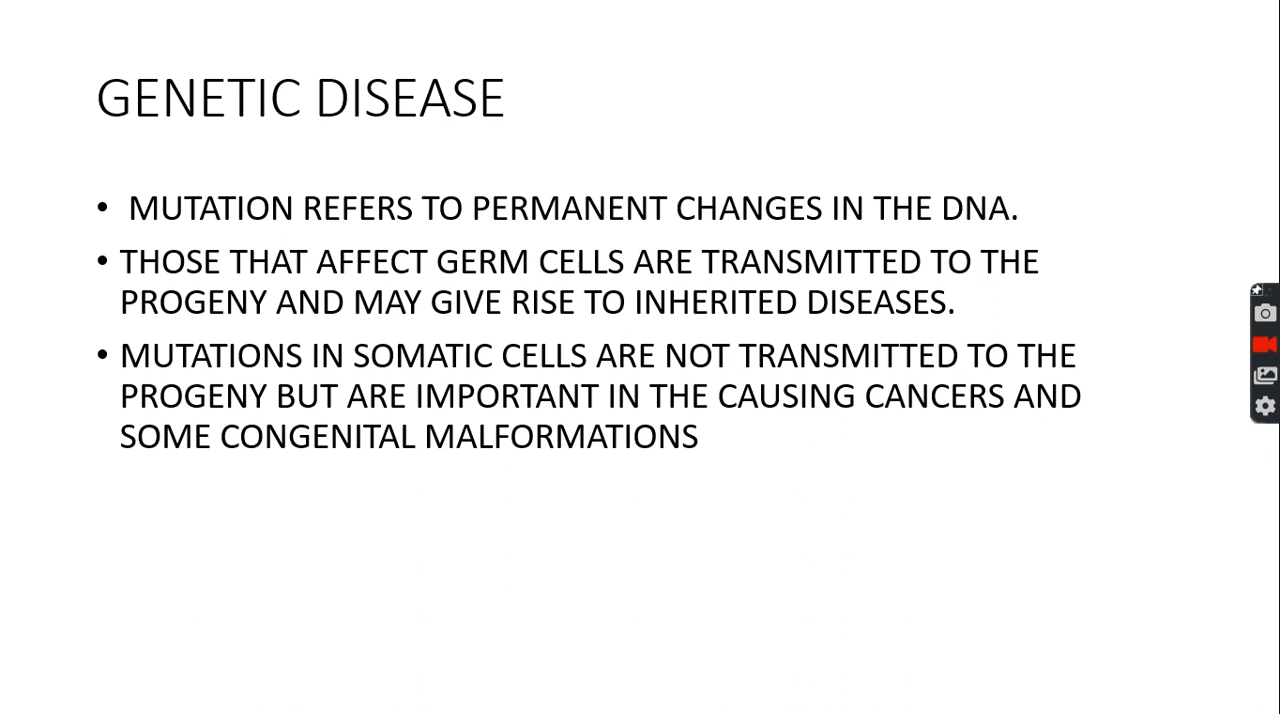 GENETIC DISEASE
• MUTATION REFERS TO PERMANENT CHANGES IN THE DNA.
• THOSE THAT AFFECT GERM CELLS ARE TRANSMITTED TO THE
PROGENY AND MAY GIVE RISE TO INHERITED DISEASES.
• MUTATIONS IN SOMATIC CELLS ARE NOT TRANSMITTED TO THE
PROGENY BUT ARE IMPORTANT IN THE CAUSING CANCERS AND
SOME CONGENITAL MALFORMATIONS